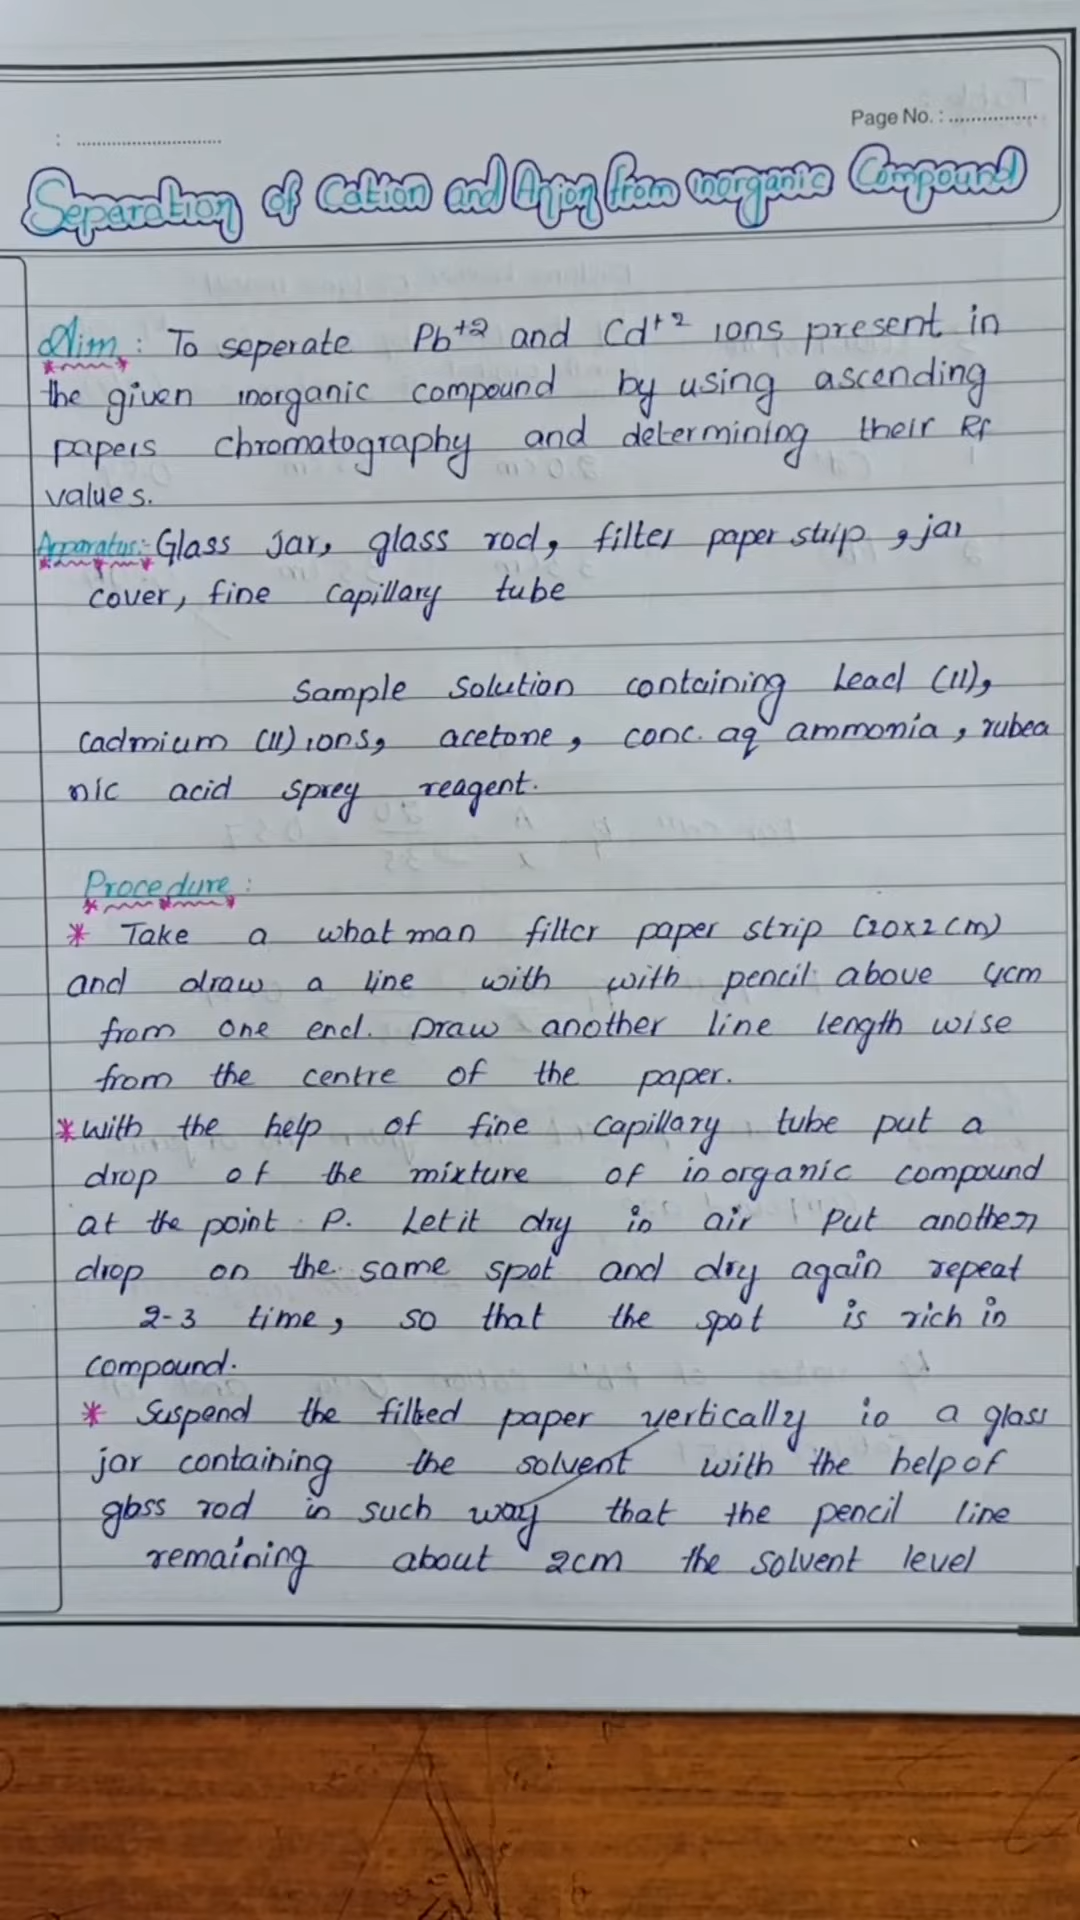 Page No. : ..................
: ............................
Separation of Cation and Anion from inorganic Compound
Aim : To seperate Pb+2 and Cd+2 ions present in
the given inorganic compound by using ascending
papers chromatography and determining their Rf
values.
Apparatus:- Glass jar, glass rod, filter paper strip, jar
cover, fine capillary tube
Sample solution containing Lead (II),
cadmium (II) ions, acetone, conc. aq ammonia, rubea
nic acid sprey reagent.
Procedure :
* Take a what man filter paper strip (20x2 cm)
and draw a line with with pencil above 4cm
from one end. Draw another line length wise
from the centre of the paper.
* with the help of fine capillary tube put a
drop of the mixture of inorganic compound
at the point P. Let it dry in air put another
drop on the same spot and dry again repeat
2-3 time, so that the spot is rich in
compound.
* Suspend the filted paper vertically in a glass
jar containing the solvent with the help of
glass rod in such way that the pencil line
remaining about 2cm the solvent level